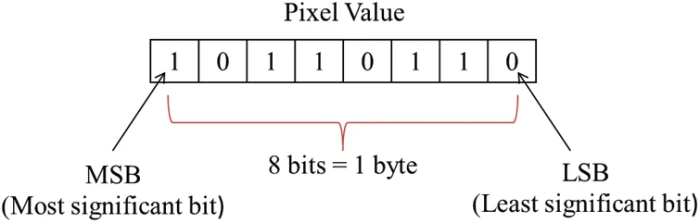 Pixel Value
1 0 1 1 0 1 1 0
8 bits = 1 byte
MSB
(Most significant bit)
LSB
(Least significant bit)